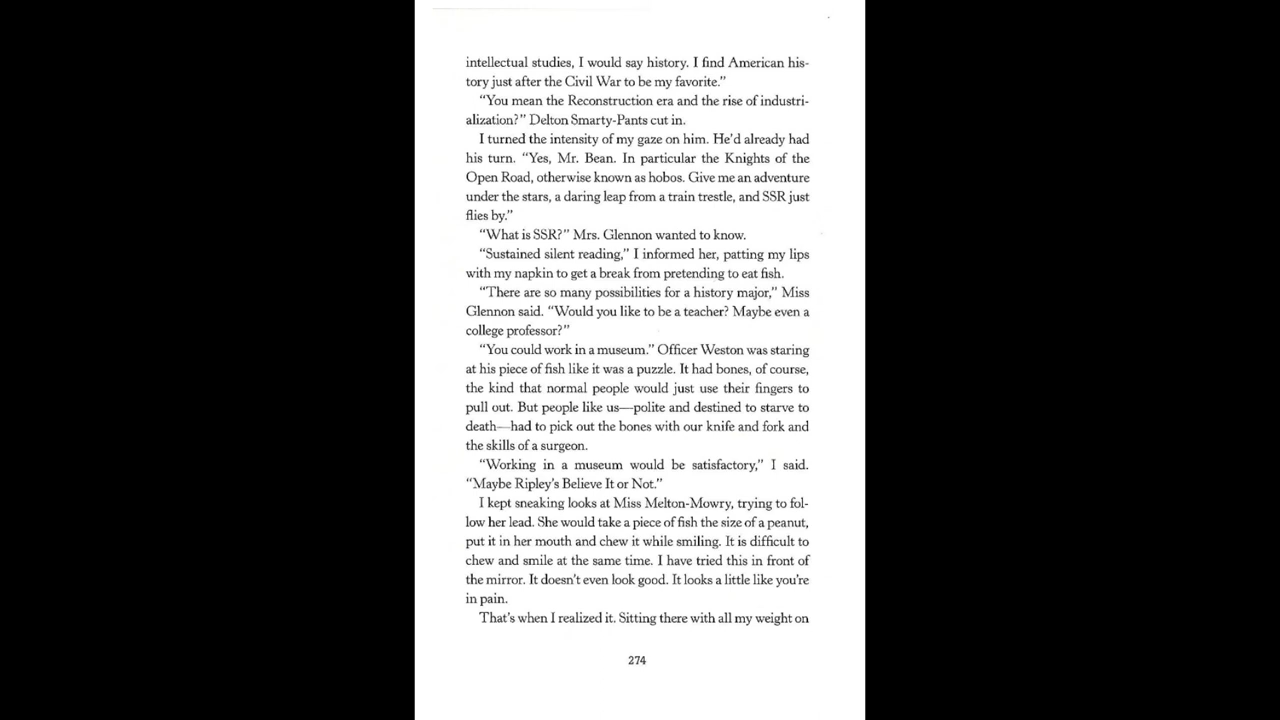 intellectual studies, I would say history. I find American his-
tory just after the Civil War to be my favorite.”
“You mean the Reconstruction era and the rise of industri-
alization?” Delton Smarty-Pants cut in.
I turned the intensity of my gaze on him. He’d already had
his turn. “Yes, Mr. Bean. In particular the Knights of the
Open Road, otherwise known as hobos. Give me an adventure
under the stars, a daring leap from a train trestle, and SSR just
flies by.”
“What is SSR?” Mrs. Glennon wanted to know.
“Sustained silent reading,” I informed her, patting my lips
with my napkin to get a break from pretending to eat fish.
“There are so many possibilities for a history major,” Miss
Glennon said. “Would you like to be a teacher? Maybe even a
college professor?”
“You could work in a museum.” Officer Weston was staring
at his piece of fish like it was a puzzle. It had bones, of course,
the kind that normal people would just use their fingers to
pull out. But people like us—polite and destined to starve to
death—had to pick out the bones with our knife and fork and
the skills of a surgeon.
“Working in a museum would be satisfactory,” I said.
“Maybe Ripley’s Believe It or Not.”
I kept sneaking looks at Miss Melton-Mowry, trying to fol-
low her lead. She would take a piece of fish the size of a peanut,
put it in her mouth and chew it while smiling. It is difficult to
chew and smile at the same time. I have tried this in front of
the mirror. It doesn’t even look good. It looks a little like you’re
in pain.
That’s when I realized it. Sitting there with all my weight on
274